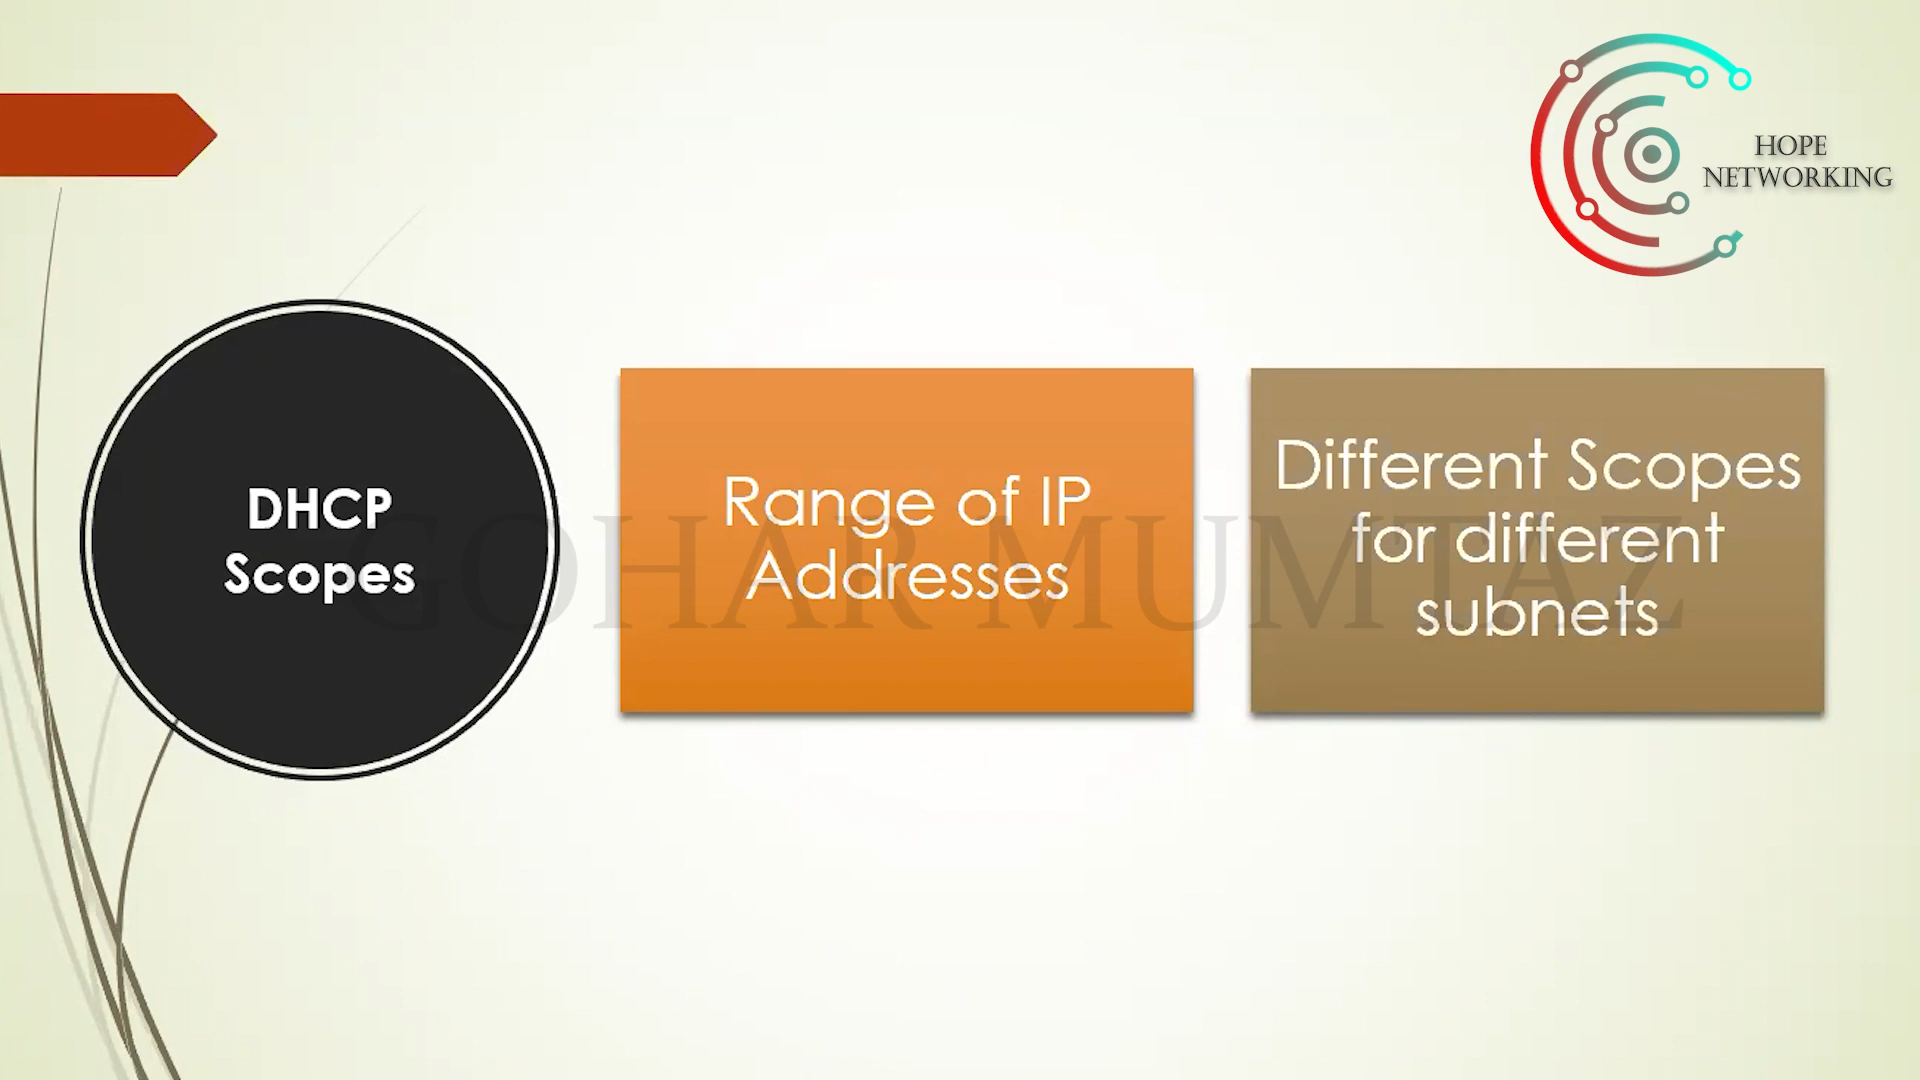 HOPE
NETWORKING
DHCP
Scopes
Range of IP
Addresses
Different Scopes
for different
subnets
GOHAR MUMTAZ